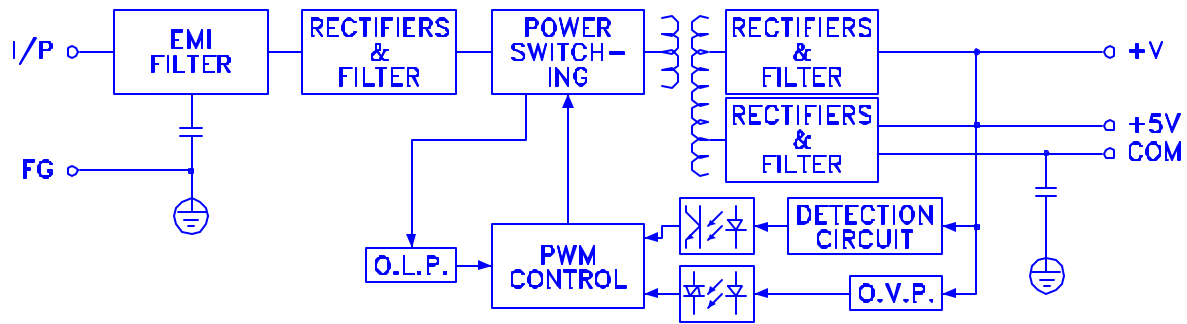 I/P
EMI
FILTER
RECTIFIERS
&
FILTER
POWER
SWITCH-
ING
RECTIFIERS
&
FILTER
+V
RECTIFIERS
&
FILTER
+5V
COM
FG
O.L.P.
PWM
CONTROL
DETECTION
CIRCUIT
O.V.P.